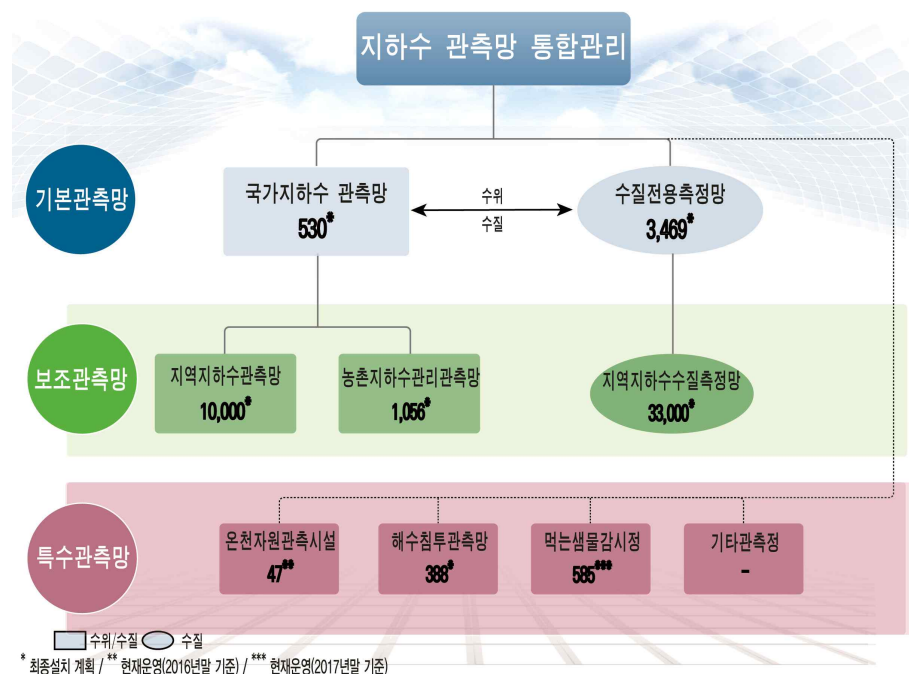 지하수 관측망 통합관리
기본관측망
국가지하수 관측망
530*
수위
수질
수질전용측정망
3,469*
보조관측망
지역지하수관측망
10,000*
농촌지하수관리관측망
1,056*
지역지하수수질측정망
33,000*
특수관측망
온천자원관측시설
47**
해수침투관측망
388*
먹는샘물감시정
585***
기타관측정
-
수위/수질 수질
* 최종설치 계획 / ** 현재운영(2016년말 기준) / *** 현재운영(2017년말 기준)